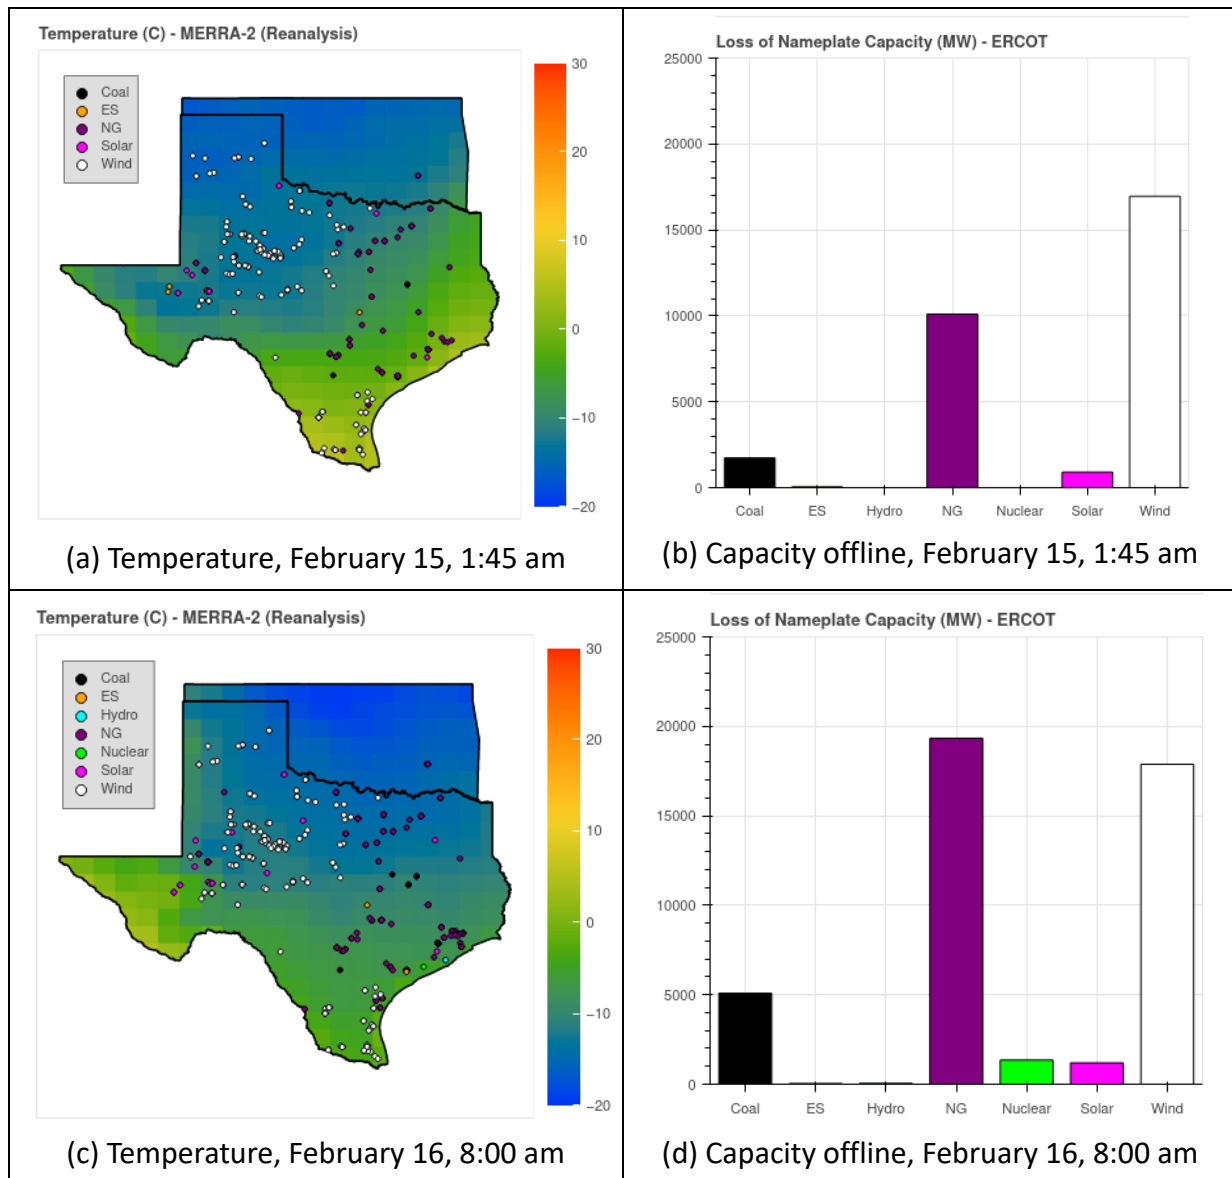 Temperature (C) - MERRA-2 (Reanalysis)
Coal
ES
NG
Solar
Wind
30
20
10
0
−10
−20
(a) Temperature, February 15, 1:45 am
Loss of Nameplate Capacity (MW) - ERCOT
25000
20000
15000
10000
5000
0
Coal ES Hydro NG Nuclear Solar Wind
(b) Capacity offline, February 15, 1:45 am
Temperature (C) - MERRA-2 (Reanalysis)
Coal
ES
Hydro
NG
Nuclear
Solar
Wind
30
20
10
0
−10
−20
(c) Temperature, February 16, 8:00 am
Loss of Nameplate Capacity (MW) - ERCOT
25000
20000
15000
10000
5000
0
Coal ES Hydro NG Nuclear Solar Wind
(d) Capacity offline, February 16, 8:00 am